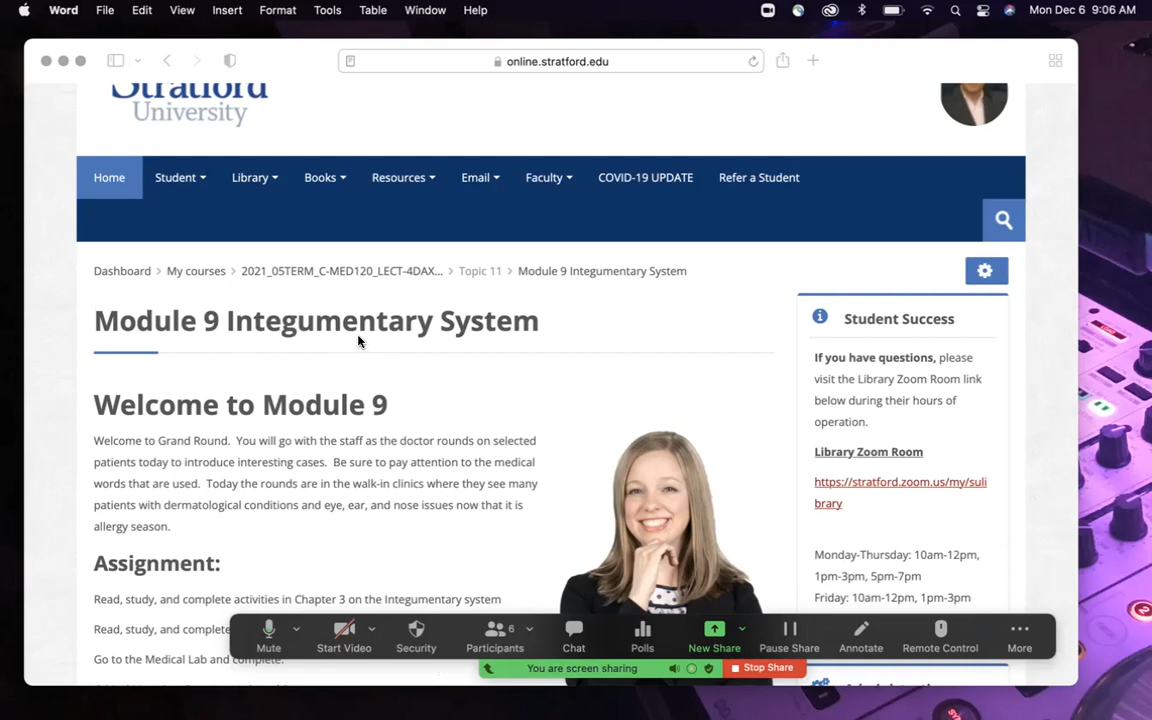 Word File Edit View Insert Format Tools Table Window Help Mon Dec 6 9:06 AM
online.stratford.edu
Stratford
University
Home Student Library Books Resources Email Faculty COVID-19 UPDATE Refer a Student
Dashboard > My courses > 2021_05TERM_C-MED120_LECT-4DAX... > Topic 11 > Module 9 Integumentary System
Module 9 Integumentary System
Welcome to Module 9
Welcome to Grand Round. You will go with the staff as the doctor rounds on selected
patients today to introduce interesting cases. Be sure to pay attention to the medical
words that are used. Today the rounds are in the walk-in clinics where they see many
patients with dermatological conditions and eye, ear, and nose issues now that it is
allergy season.
Assignment:
Read, study, and complete activities in Chapter 3 on the Integumentary system
Read, study, and complete
Go to the Medical Lab and complete:
Student Success
If you have questions, please
visit the Library Zoom Room link
below during their hours of
operation.
Library Zoom Room
https://stratford.zoom.us/my/suli
brary
Monday-Thursday: 10am-12pm,
1pm-3pm, 5pm-7pm
Friday: 10am-12pm, 1pm-3pm
6
Mute Start Video Security Participants Chat Polls New Share Pause Share Annotate Remote Control More
You are screen sharing Stop Share